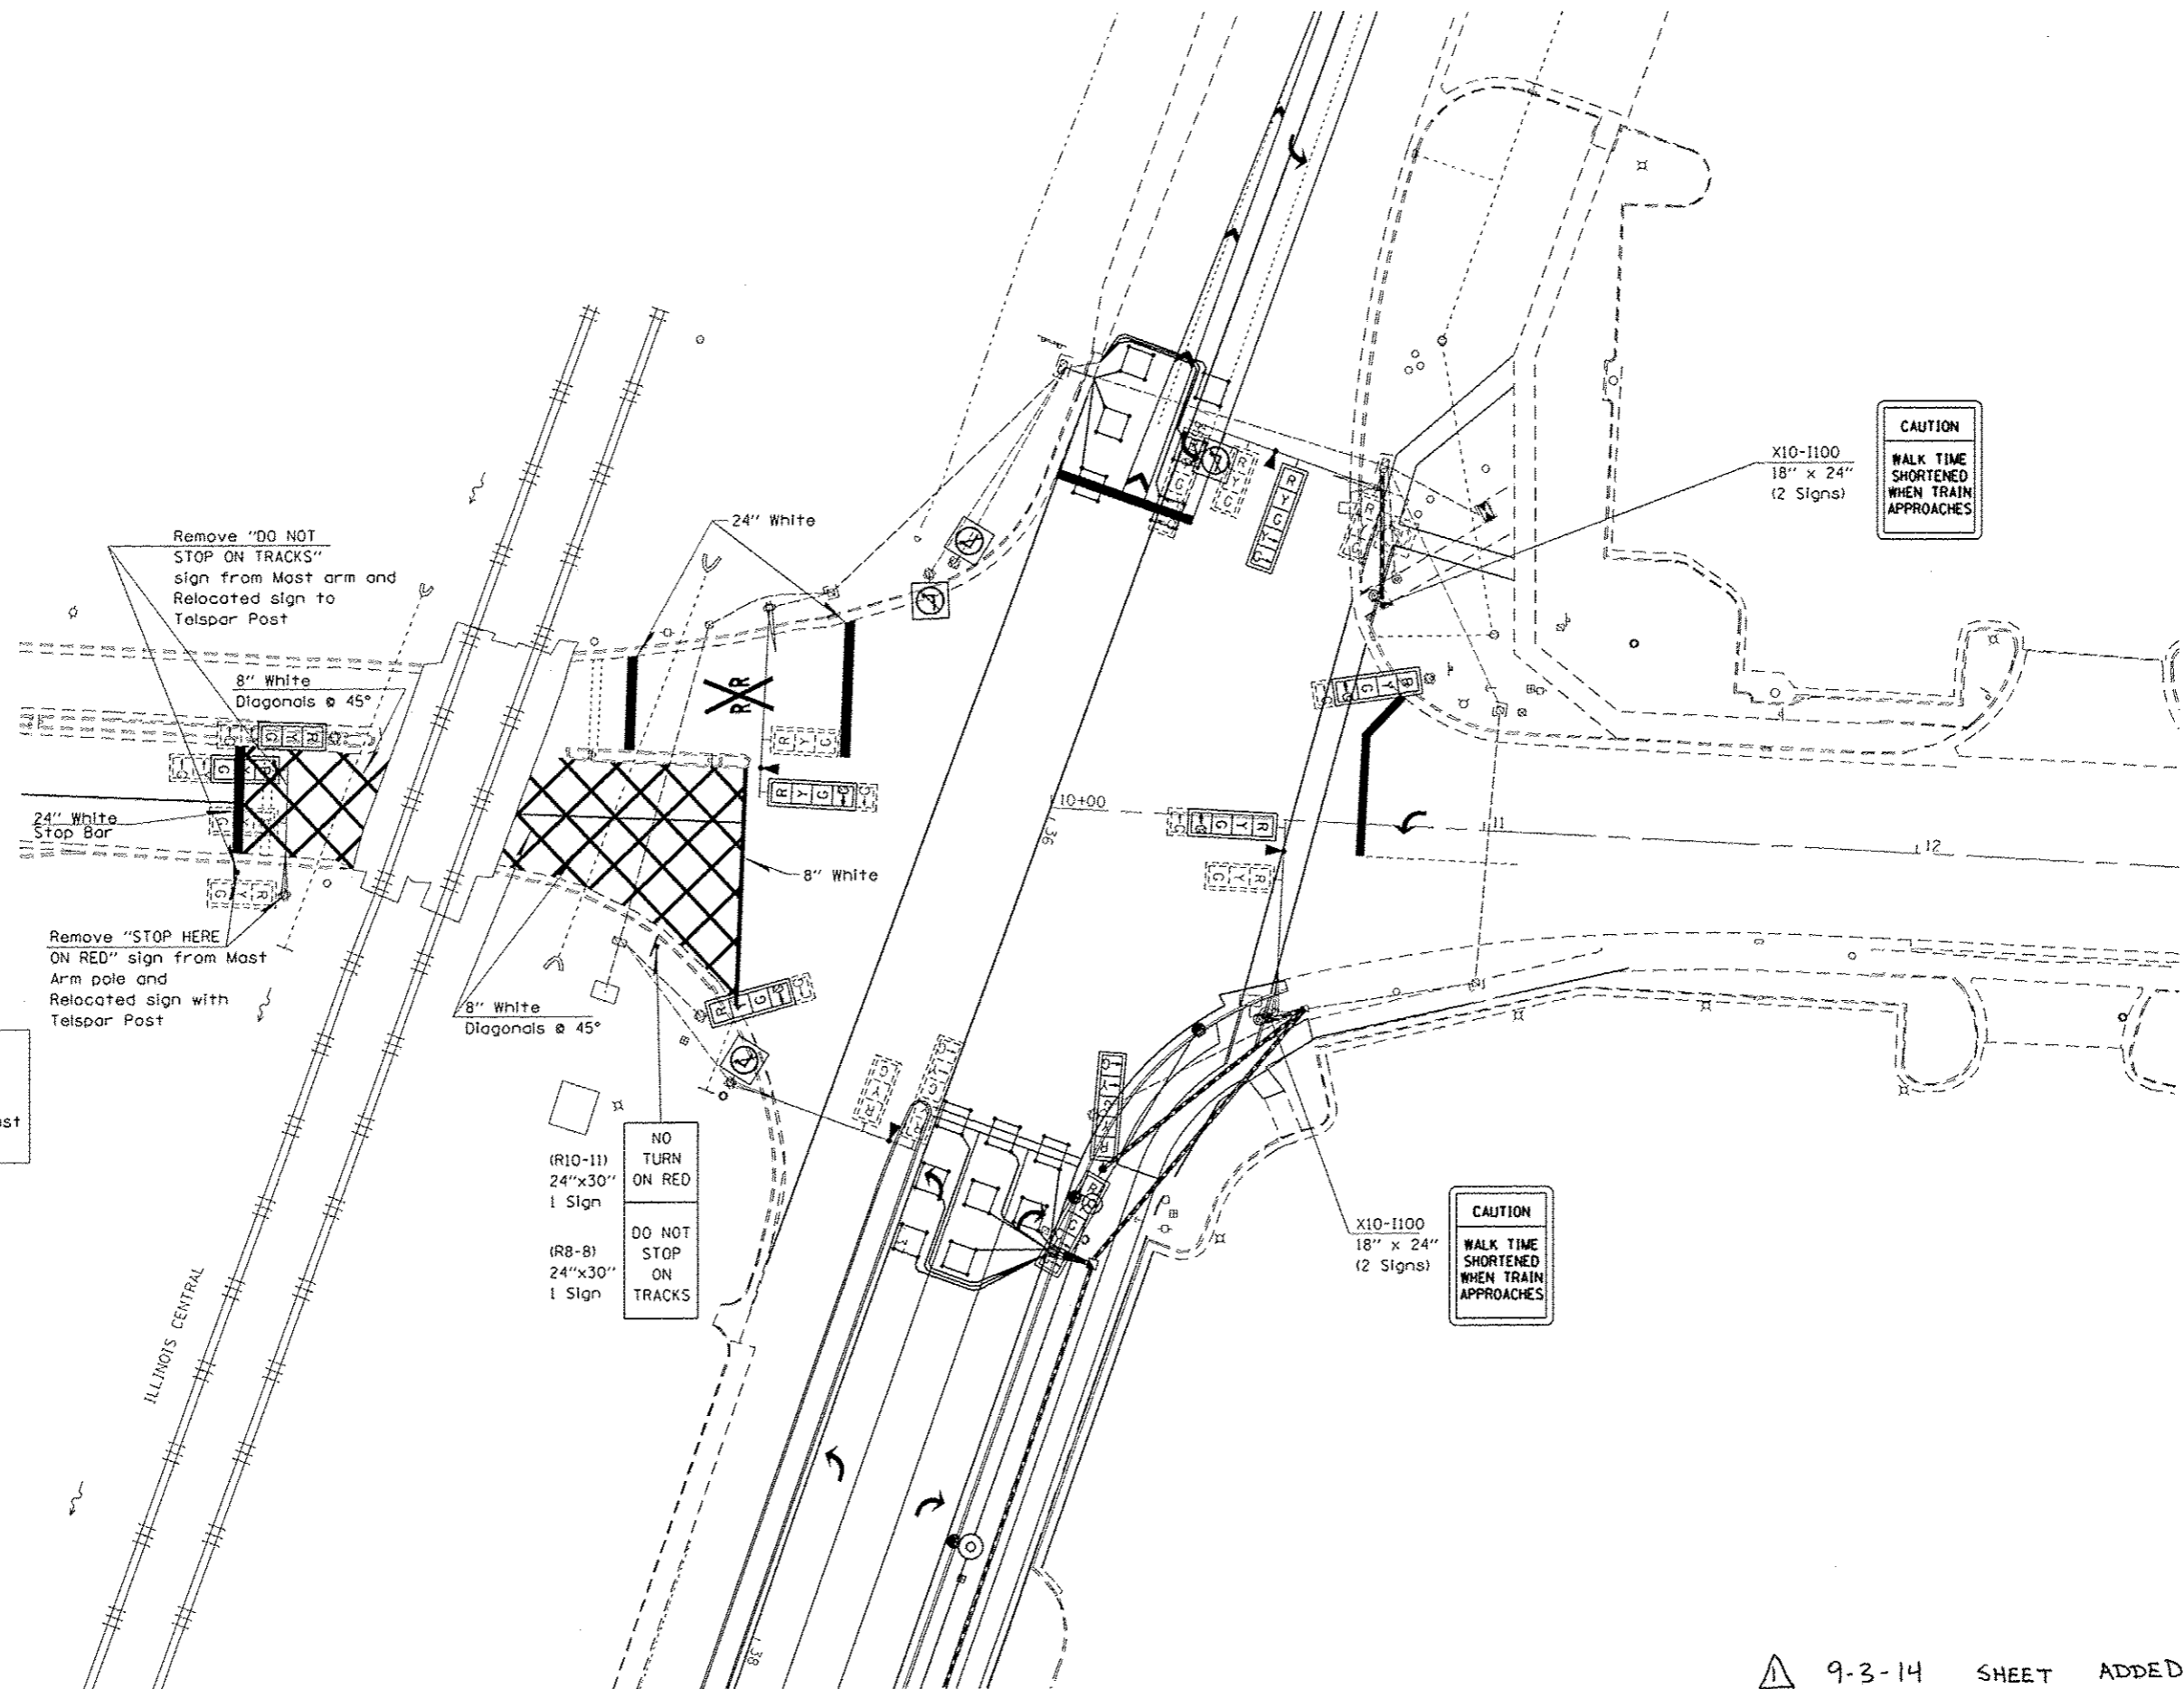 CAUTION
WALK TIME
SHORTENED
WHEN TRAIN
APPROACHES
X10-I100
18" x 24"
(2 Signs)
24" White
Remove "DO NOT
STOP ON TRACKS"
sign from Mast arm and
Relocated sign to
Telspar Post
8" White
Diagonals @ 45°
R
R
24" White
Stop Bar
10+00
36
11
12
8" White
Remove "STOP HERE
ON RED" sign from Mast
Arm pole and
Relocated sign with
Telspar Post
8" White
Diagonals @ 45°
st
NO
TURN
ON RED
(R10-11)
24"x30"
1 Sign
DO NOT
STOP
ON
TRACKS
(R8-8)
24"x30"
1 Sign
X10-I100
18" x 24"
(2 Signs)
CAUTION
WALK TIME
SHORTENED
WHEN TRAIN
APPROACHES
ILLINOIS CENTRAL
38
1 9-3-14 SHEET ADDED